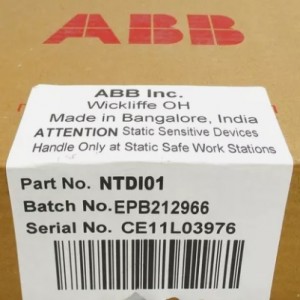 ABB
ABB Inc.
Wickliffe OH
Made in Bangalore, India
ATTENTION Static Sensitive Devices
Handle Only at Static Safe Work Stations
Part No. NTDI01
Batch No.EPB212966
Serial No. CE11L03976